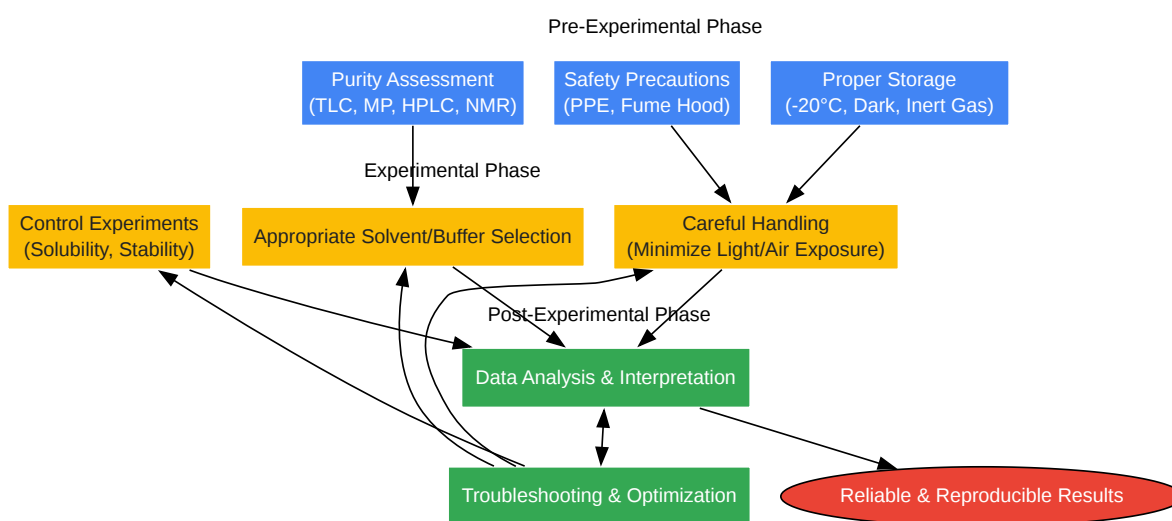 Pre-Experimental Phase
Purity Assessment
(TLC, MP, HPLC, NMR)
Safety Precautions
(PPE, Fume Hood)
Proper Storage
(-20°C, Dark, Inert Gas)
Experimental Phase
Control Experiments
(Solubility, Stability)
Appropriate Solvent/Buffer Selection
Careful Handling
(Minimize Light/Air Exposure)
Post-Experimental Phase
Data Analysis & Interpretation
Troubleshooting & Optimization
Reliable & Reproducible Results